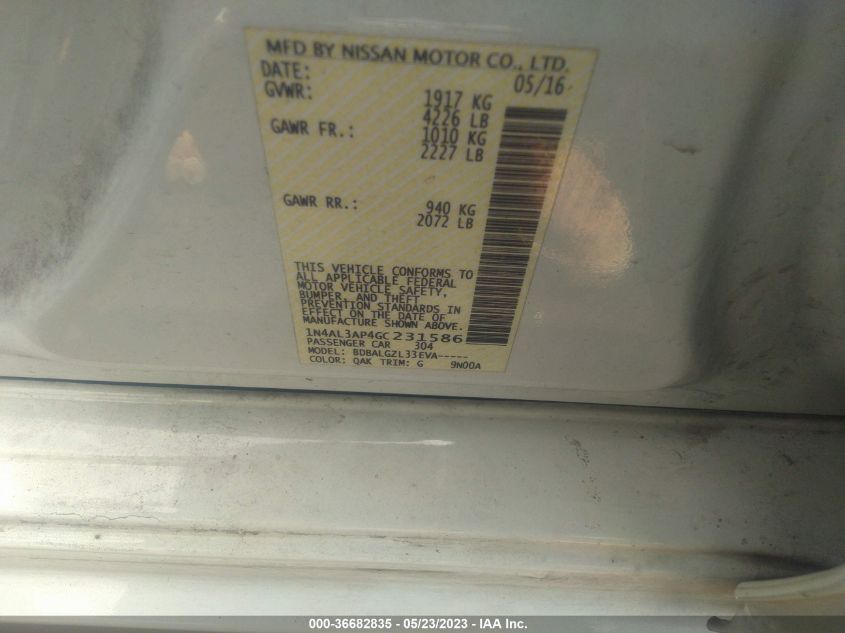 MFD BY NISSAN MOTOR CO., LTD.
DATE: 05/16
GVWR: 1917 KG
4226 LB
GAWR FR.: 1010 KG
2227 LB
GAWR RR.: 940 KG
2072 LB
THIS VEHICLE CONFORMS TO
ALL APPLICABLE FEDERAL
MOTOR VEHICLE SAFETY,
BUMPER, AND THEFT
PREVENTION STANDARDS IN
EFFECT ON THE DATE OF
MANUFACTURE SHOWN ABOVE.
1N4AL3AP4GC231586
PASSENGER CAR 304
MODEL: BDBALGZL33EVA-----
COLOR: QAK TRIM: G 9N00A
000-36682835 - 05/23/2023 - IAA Inc.